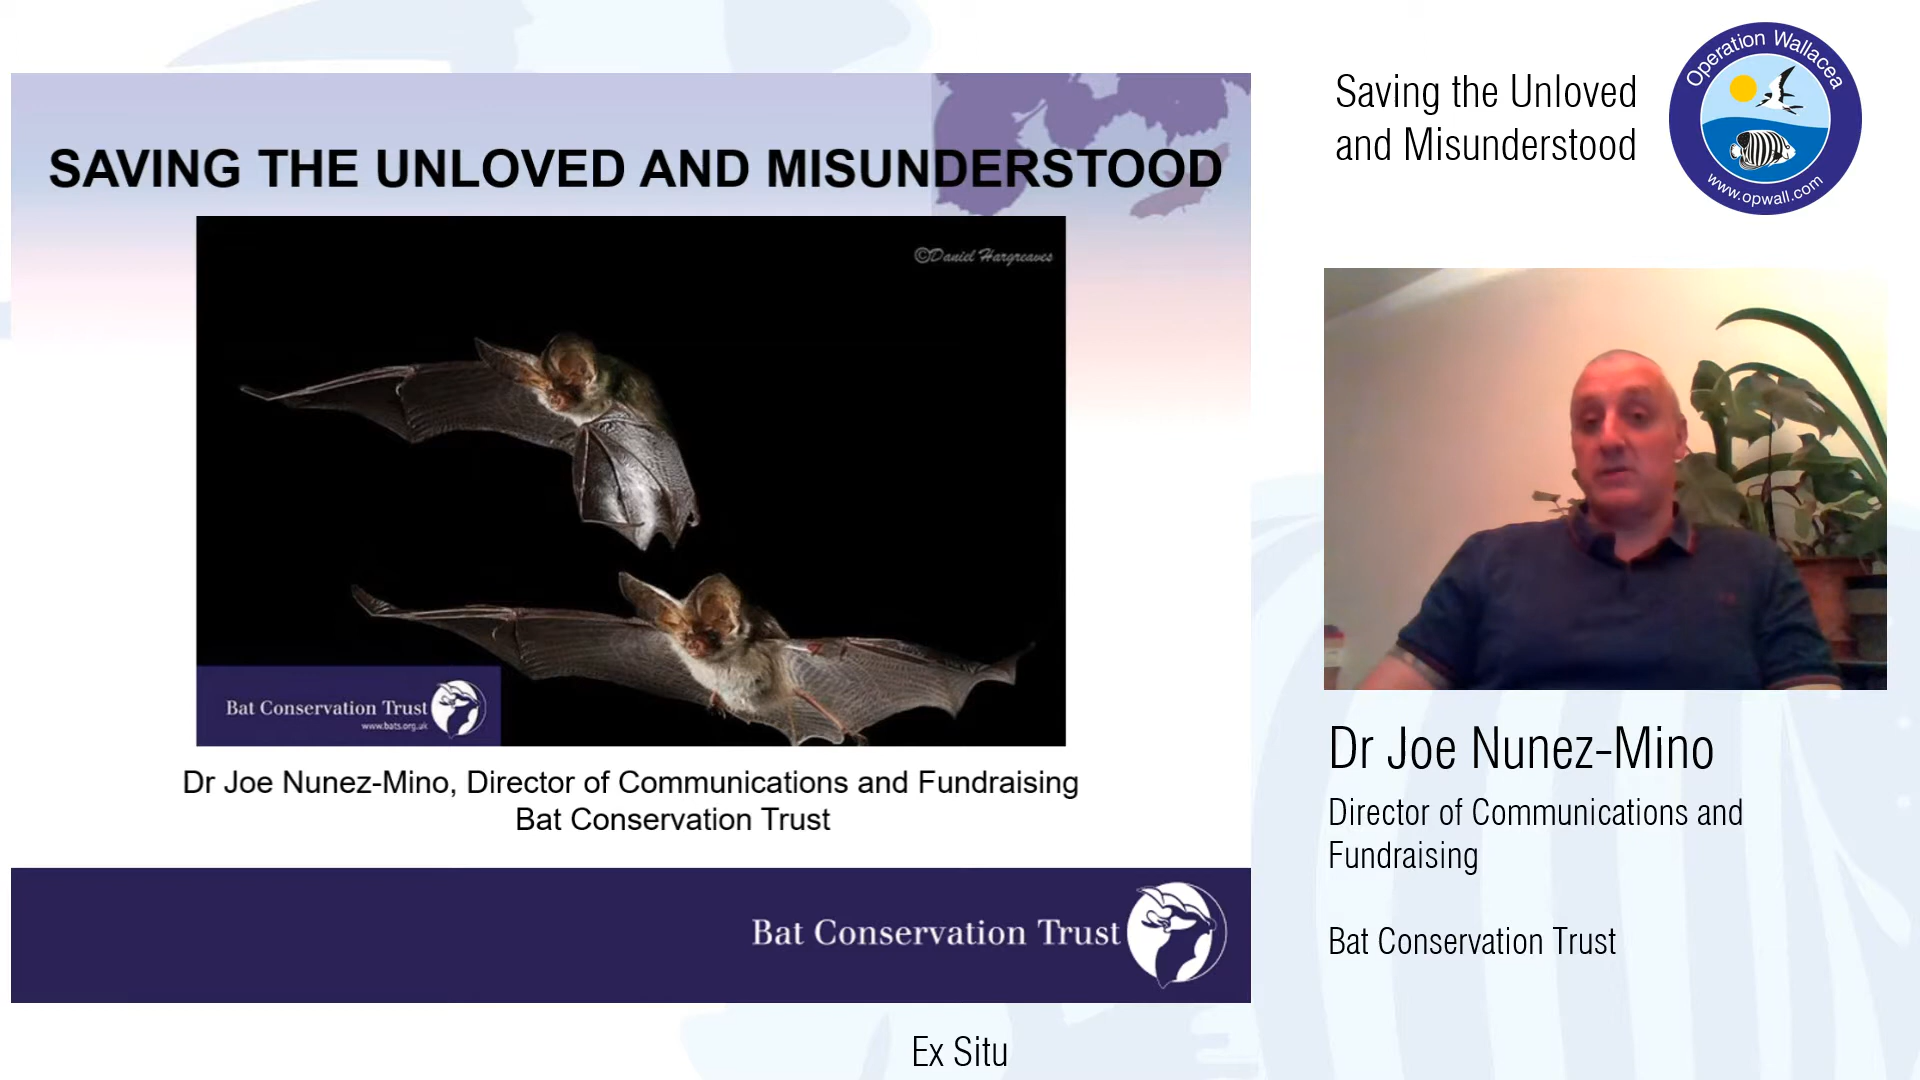 SAVING THE UNLOVED AND MISUNDERSTOOD
©Daniel Hargreaves
Bat Conservation Trust
www.bats.org.uk
Dr Joe Nunez-Mino, Director of Communications and Fundraising
Bat Conservation Trust
Bat Conservation Trust
Saving the Unloved
and Misunderstood
Operation Wallacea
www.opwall.com
Dr Joe Nunez-Mino
Director of Communications and
Fundraising
Bat Conservation Trust
Ex Situ